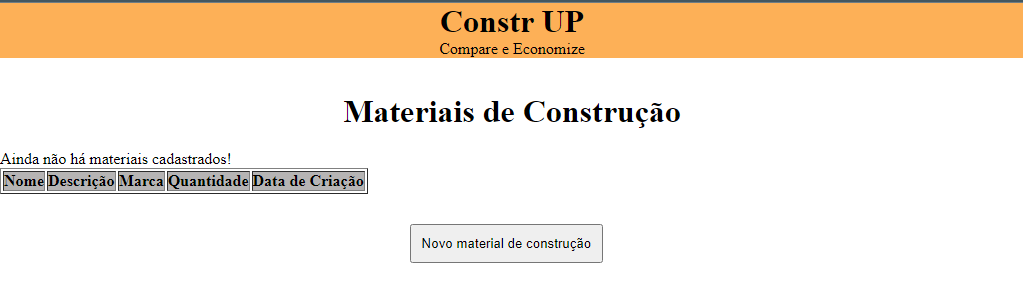 Constr UP
Compare e Economize
Materiais de Construção
Ainda não há materiais cadastrados!
Nome Descrição Marca Quantidade Data de Criação
Novo material de construção